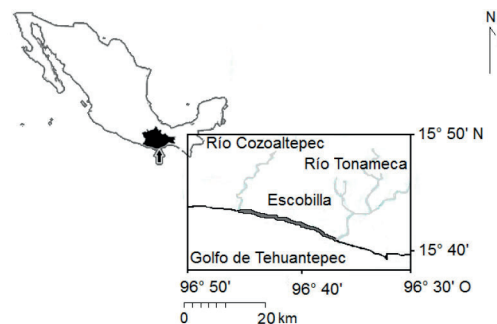 N
15° 50' N
Río Cozoaltepec
Río Tonameca
Escobilla
15° 40'
Golfo de Tehuantepec
96° 50' 96° 40' 96° 30' O
0 20 km